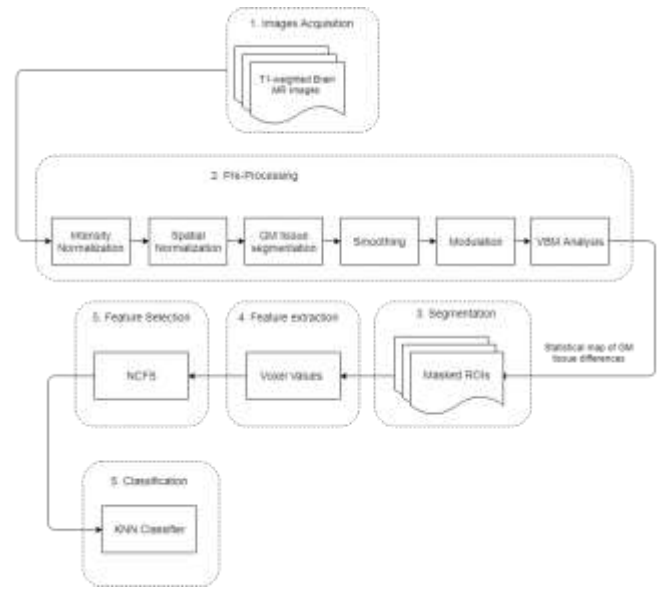 1. Images Acquisition
T1-weighted Brain
MR images
2. Pre-Processing
Intensity
Normalization
Spatial
Normalization
GM tissue
segmentation
Smoothing
Modulation
VBM Analysis
5. Feature Selection
NCFS
4. Feature extraction
Voxel Values
3. Segmentation
Masked ROIs
Statistical map of GM
tissue differences
6. Classification
KNN Classifier